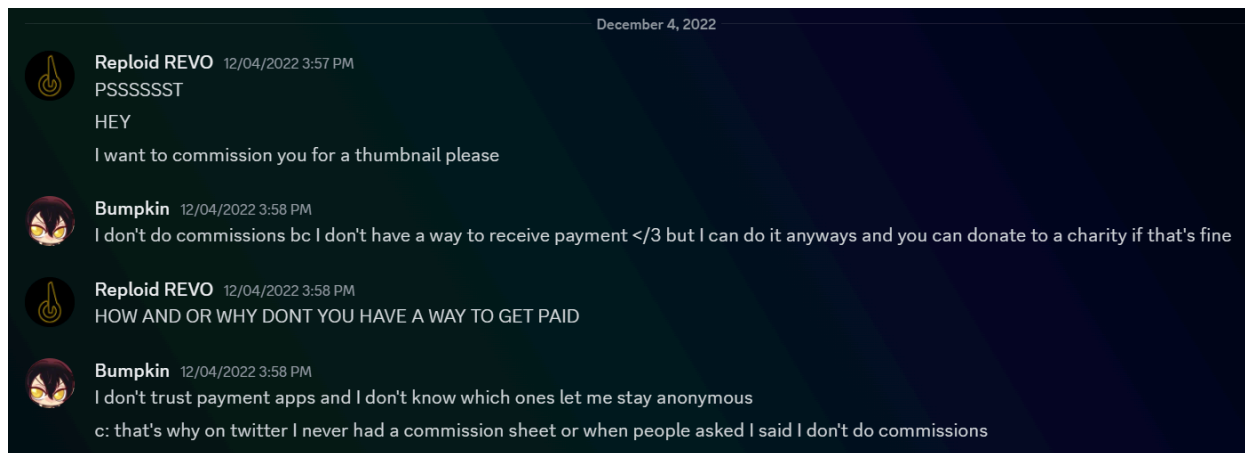 December 4, 2022
Reploid REVO 12/04/2022 3:57 PM
PSSSSSST
HEY
I want to commission you for a thumbnail please
Bumpkin 12/04/2022 3:58 PM
I don't do commissions bc I don't have a way to receive payment </3 but I can do it anyways and you can donate to a charity if that's fine
Reploid REVO 12/04/2022 3:58 PM
HOW AND OR WHY DONT YOU HAVE A WAY TO GET PAID
Bumpkin 12/04/2022 3:58 PM
I don't trust payment apps and I don't know which ones let me stay anonymous
c: that's why on twitter I never had a commission sheet or when people asked I said I don't do commissions